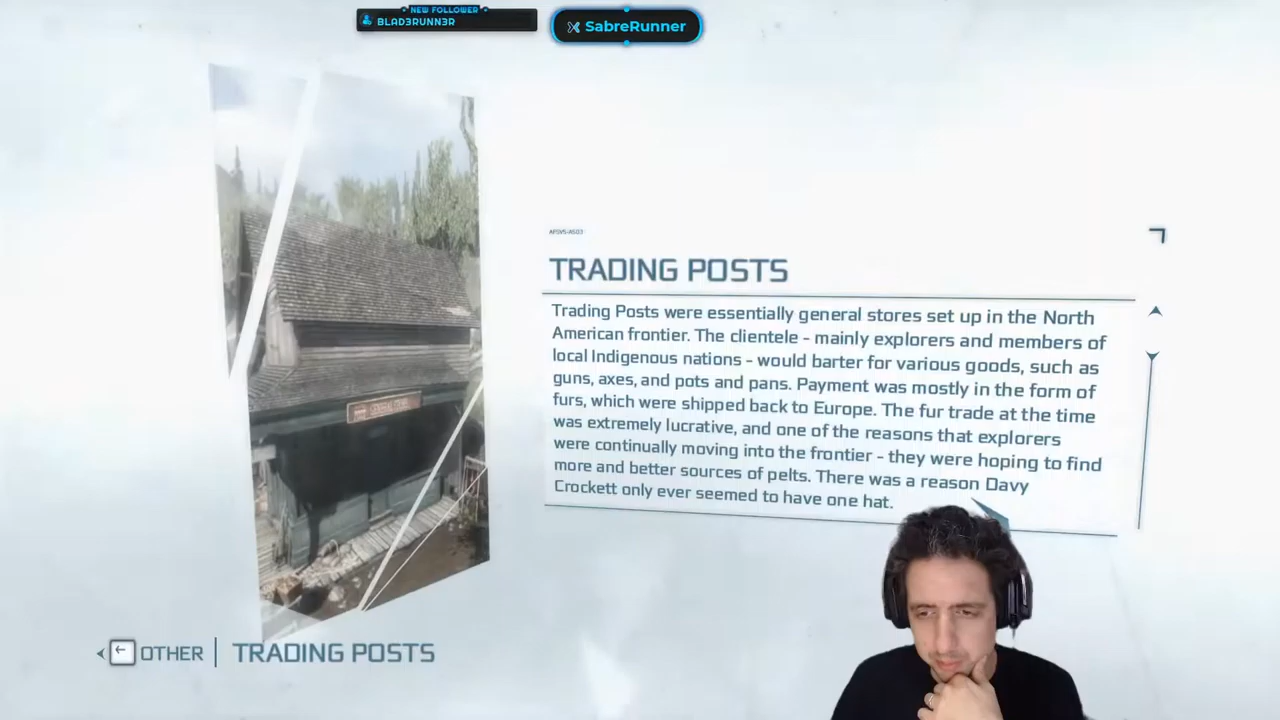 NEW FOLLOWER
BLAD3RUNN3R
SabreRunner
TRADING POSTS
Trading Posts were essentially general stores set up in the North
American frontier. The clientele - mainly explorers and members of
local Indigenous nations - would barter for various goods, such as
guns, axes, and pots and pans. Payment was mostly in the form of
furs, which were shipped back to Europe. The fur trade at the time
was extremely lucrative, and one of the reasons that explorers
were continually moving into the frontier - they were hoping to find
more and better sources of pelts. There was a reason Davy
Crockett only ever seemed to have one hat.
OTHER | TRADING POSTS